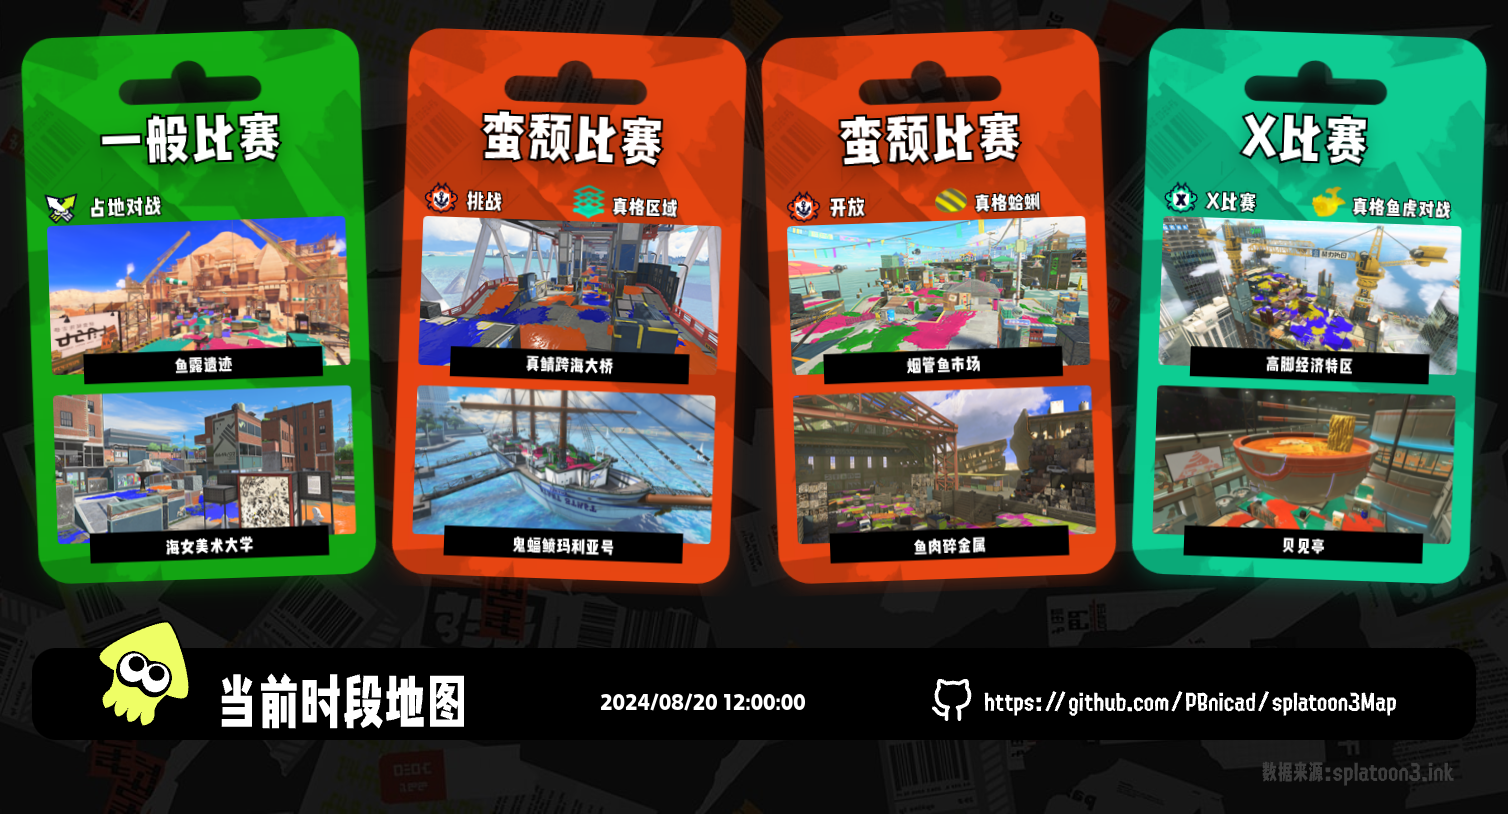 一般比赛
占地对战
鱼露遗迹
海女美术大学
蛮颓比赛
挑战
真格区域
真鲭跨海大桥
鬼蝠鲼玛利亚号
蛮颓比赛
开放
真格蛤蜊
烟管鱼市场
鱼肉碎金属
X比赛
X比赛
真格鱼虎对战
高脚经济特区
贝见亭
当前时段地图
2024/08/20 12:00:00
https://github.com/PBnicad/splatoon3Map
数据来源:splatoon3.ink